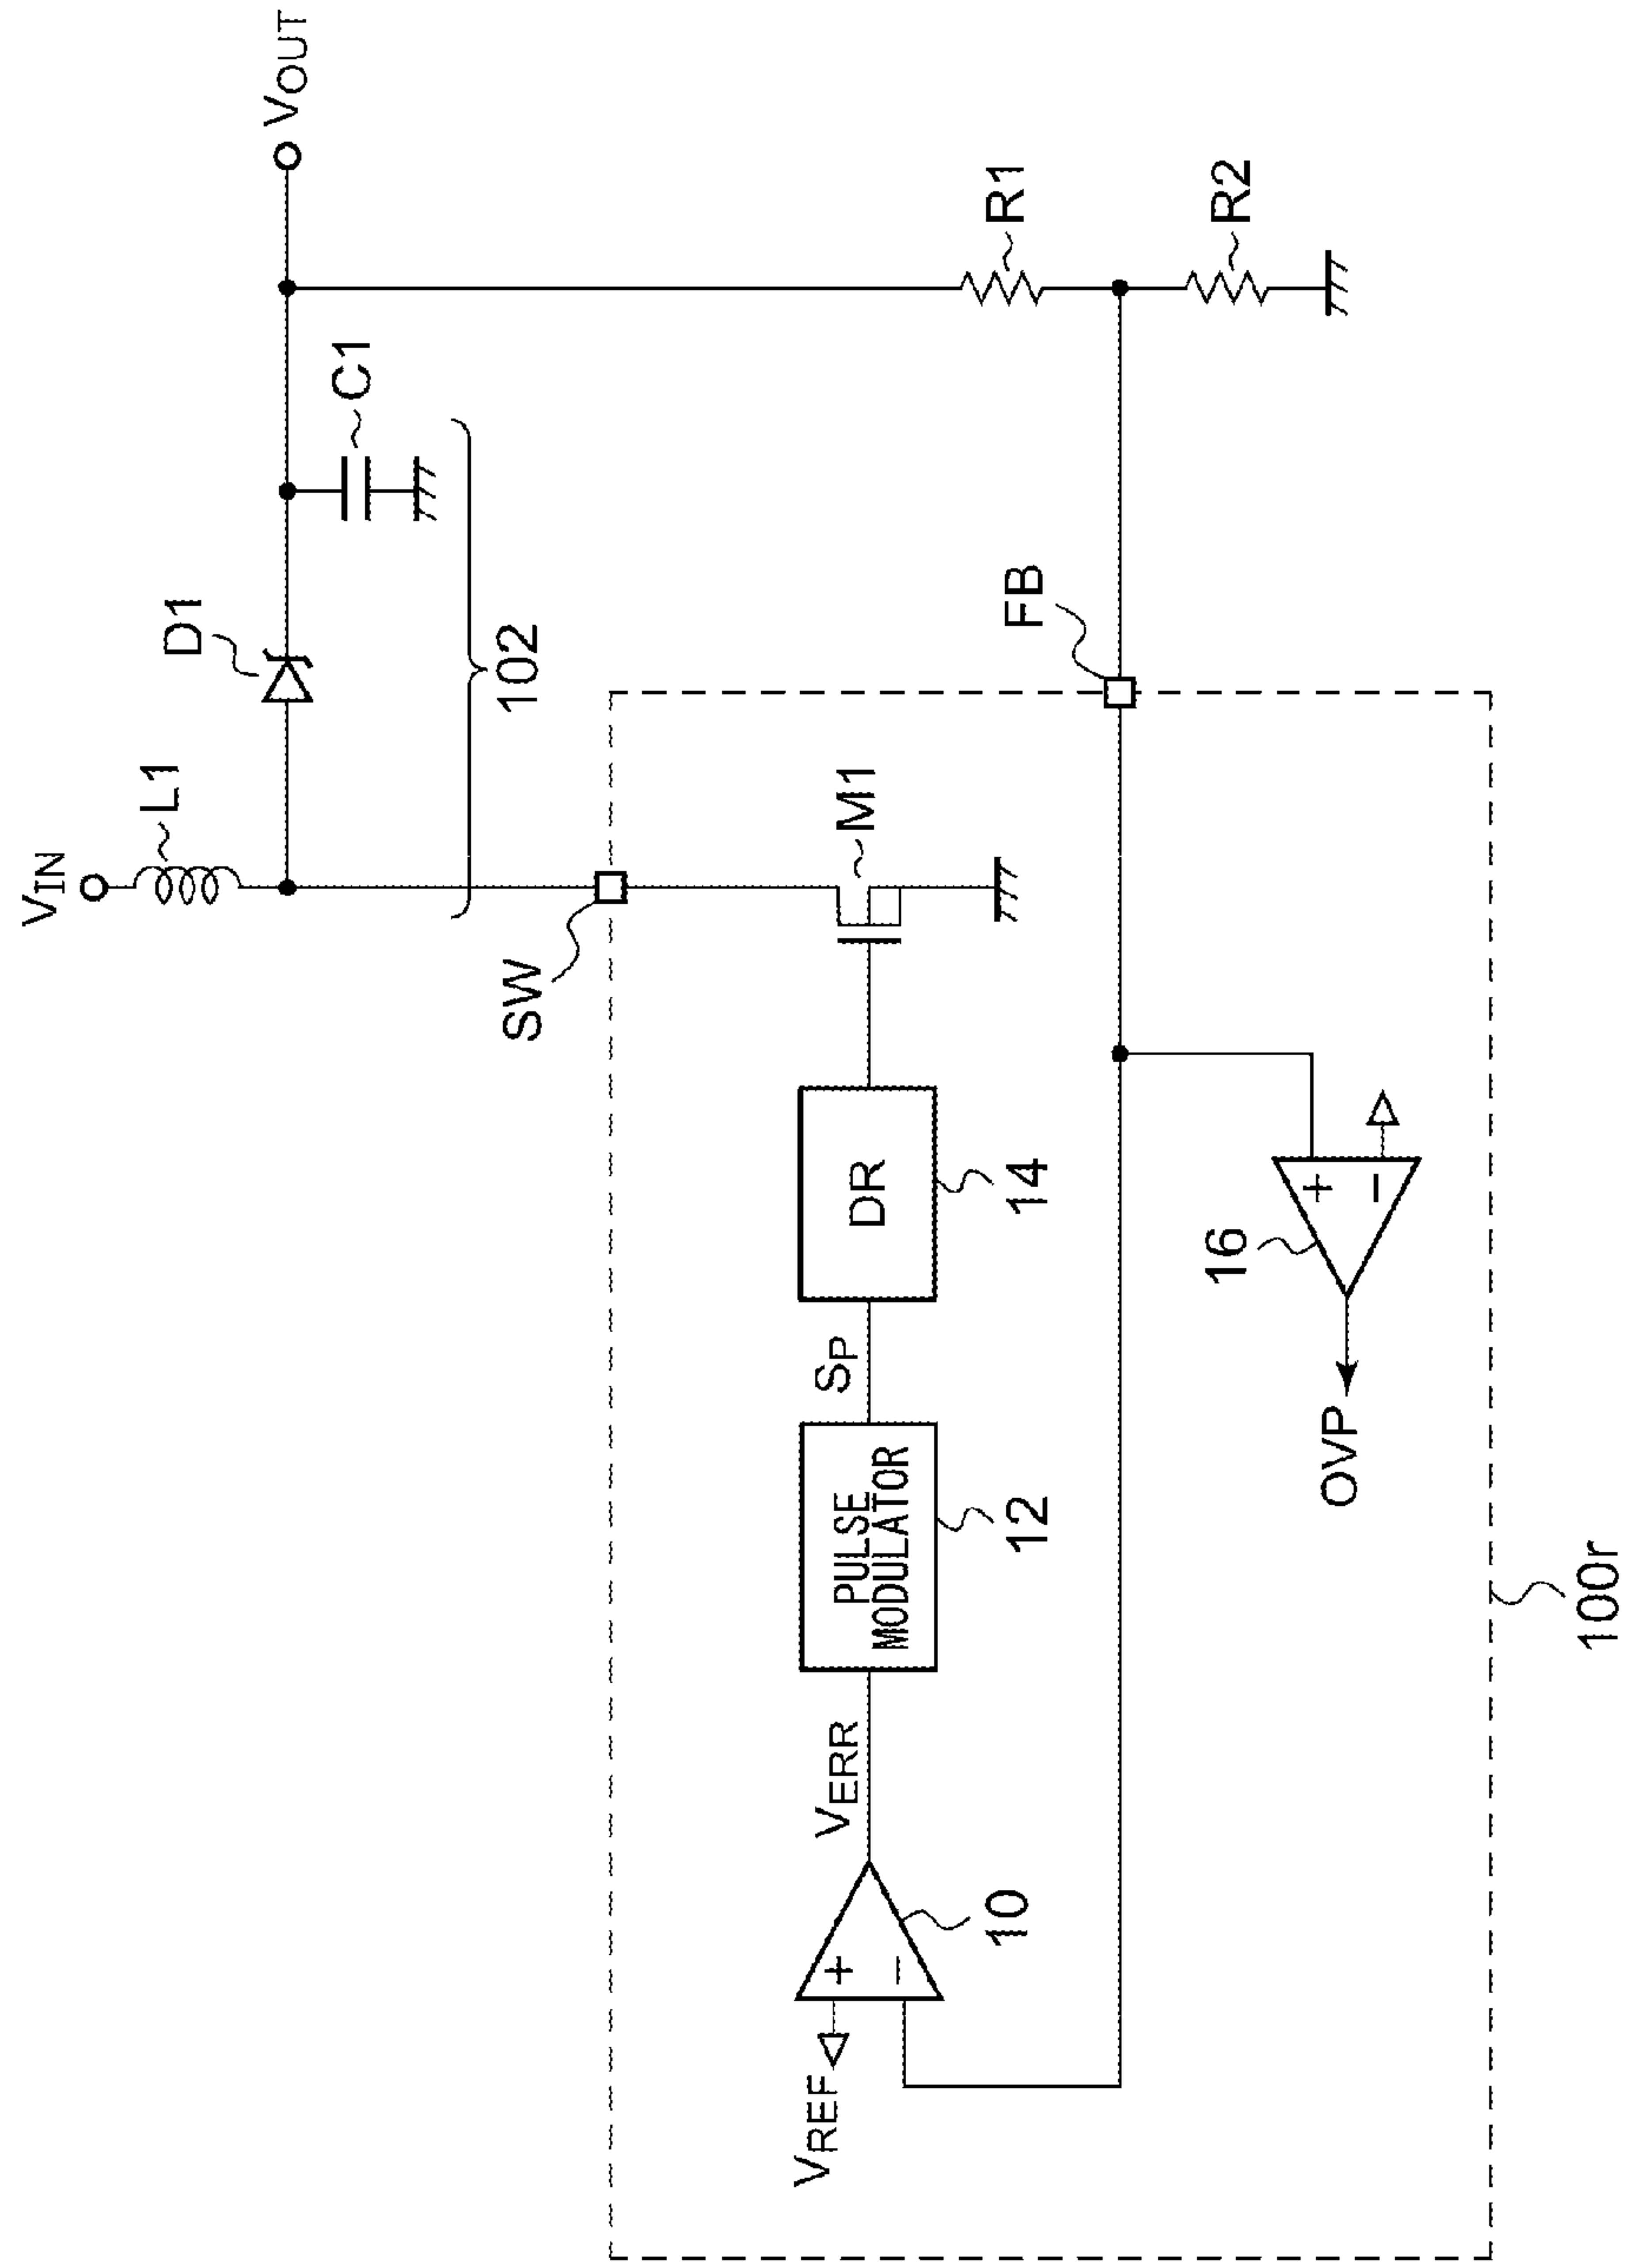 VIN
L1
D1
VOUT
C1
102
SW
M1
R1
FB
R2
VREF
+
−
10
VERR
PULSE
MODULATOR
12
SP
DR
14
16
+
−
OVP
100r